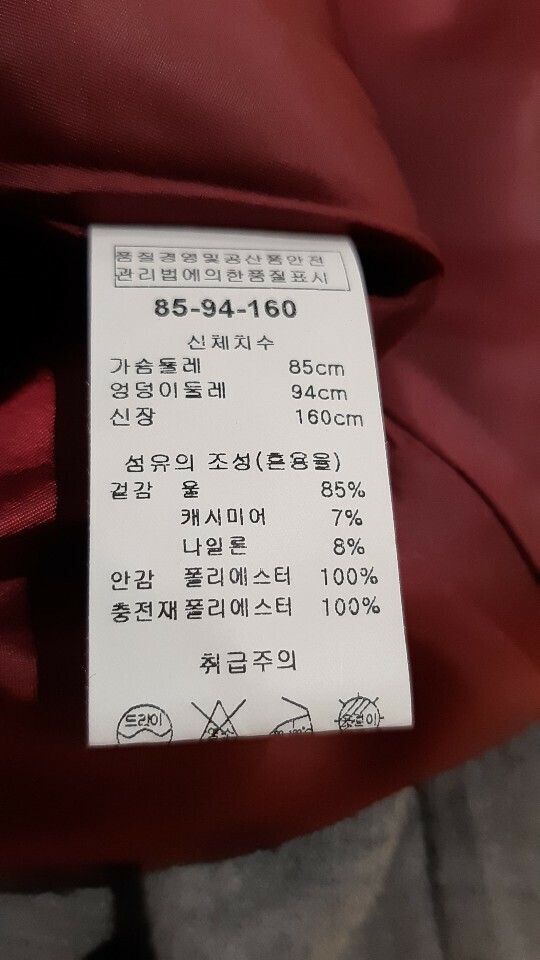 품질경영및공산품안전
관리법에의한품질표시
85-94-160
신체치수
가슴둘레 85cm
엉덩이둘레 94cm
신장 160cm
섬유의 조성(혼용율)
겉감 울 85%
캐시미어 7%
나일론 8%
안감 폴리에스터 100%
충전재 폴리에스터 100%
취급주의
드라이